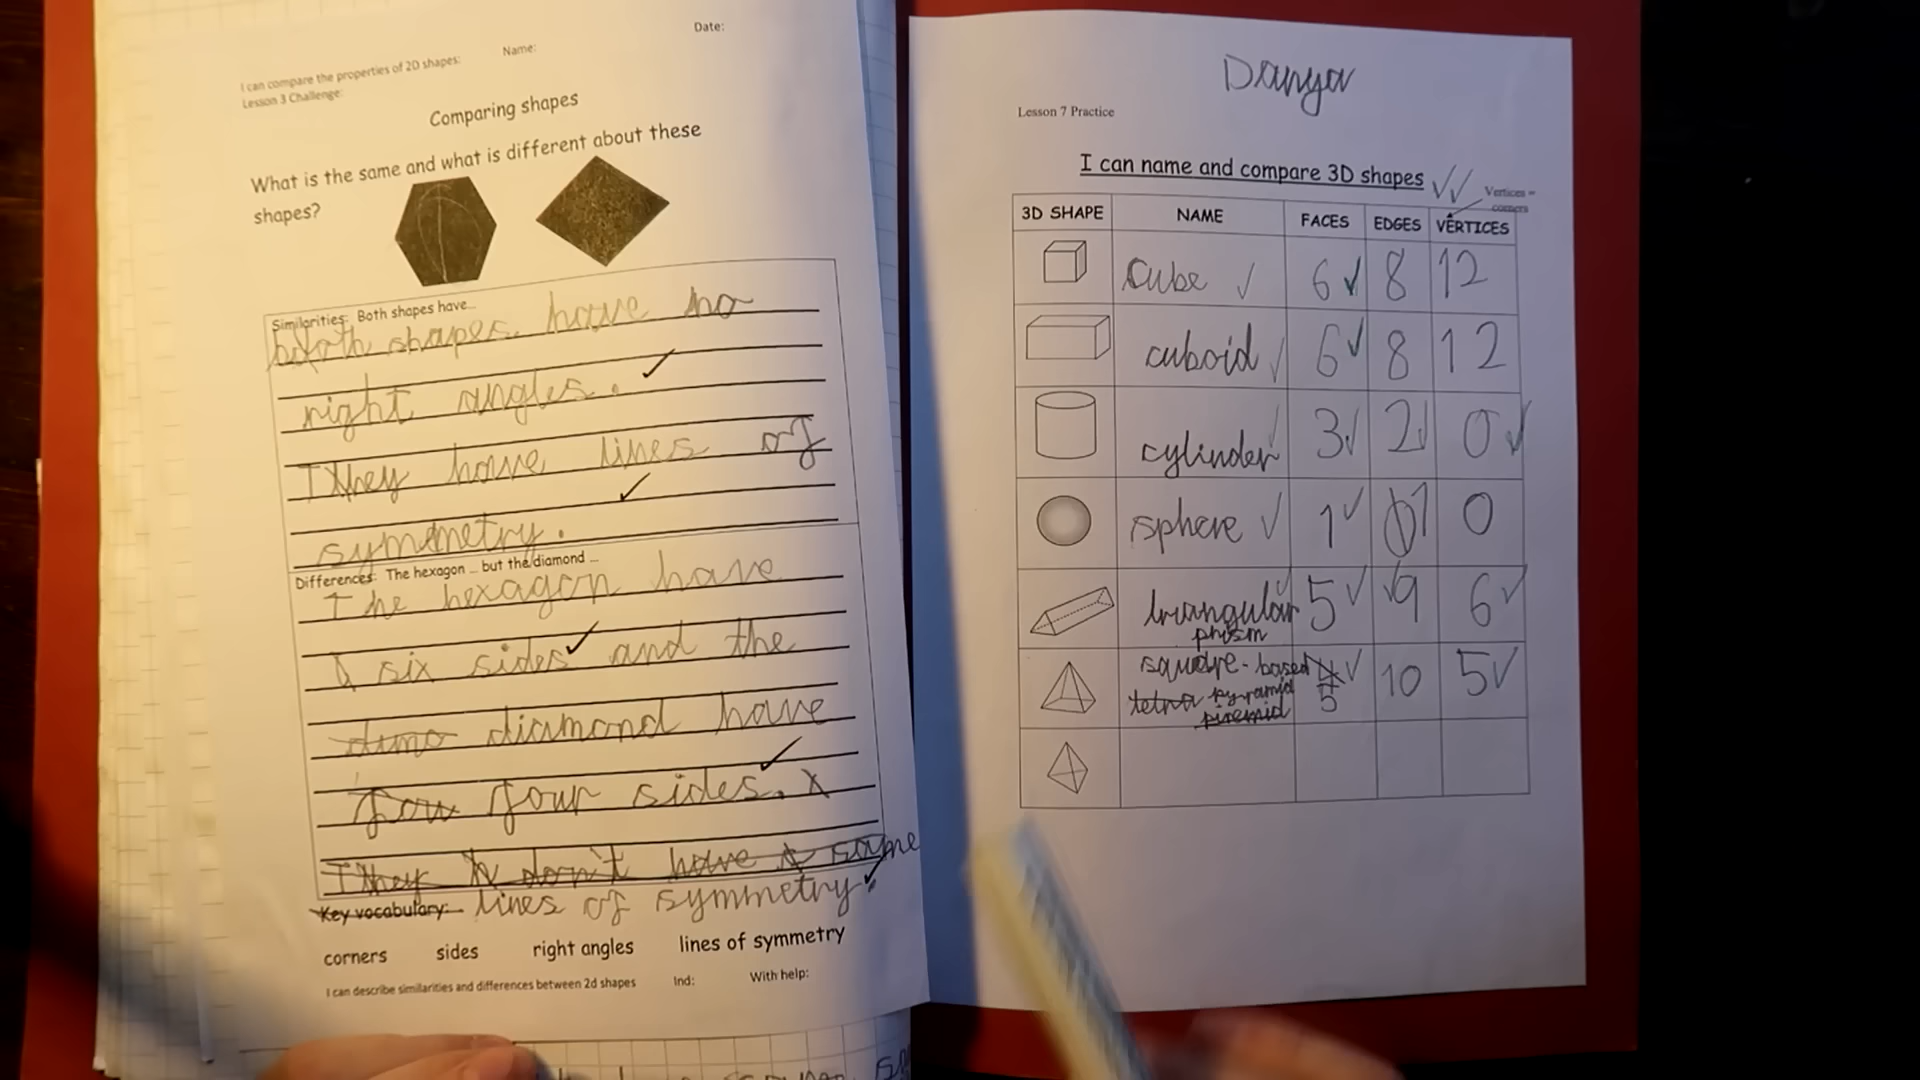 Date:
Name:
I can compare the properties of 2D shapes:
Lesson 3 Challenge:
Comparing shapes
What is the same and what is different about these
shapes?
Similarities: Both shapes have...
both shapes have no
right angles.
They have lines of
symmetry.
Differences: The hexagon ... but the diamond ...
The hexagon have
six sides and the
dimo diamond have
fow four sides.
They don't have same
Key vocabulary: lines of symmetry.
corners sides right angles lines of symmetry
I can describe similarities and differences between 2d shapes Ind: With help:
Danya
Lesson 7 Practice
I can name and compare 3D shapes
Vertices =
corners
3D SHAPE NAME FACES EDGES VERTICES
cube 6 8 12
cuboid 6 8 12
cylinder 3 2 0
sphere 1 0 1 0
triangular 5 9 6
prism
square-based 4 10 5
tetra pyramid 5
piremid